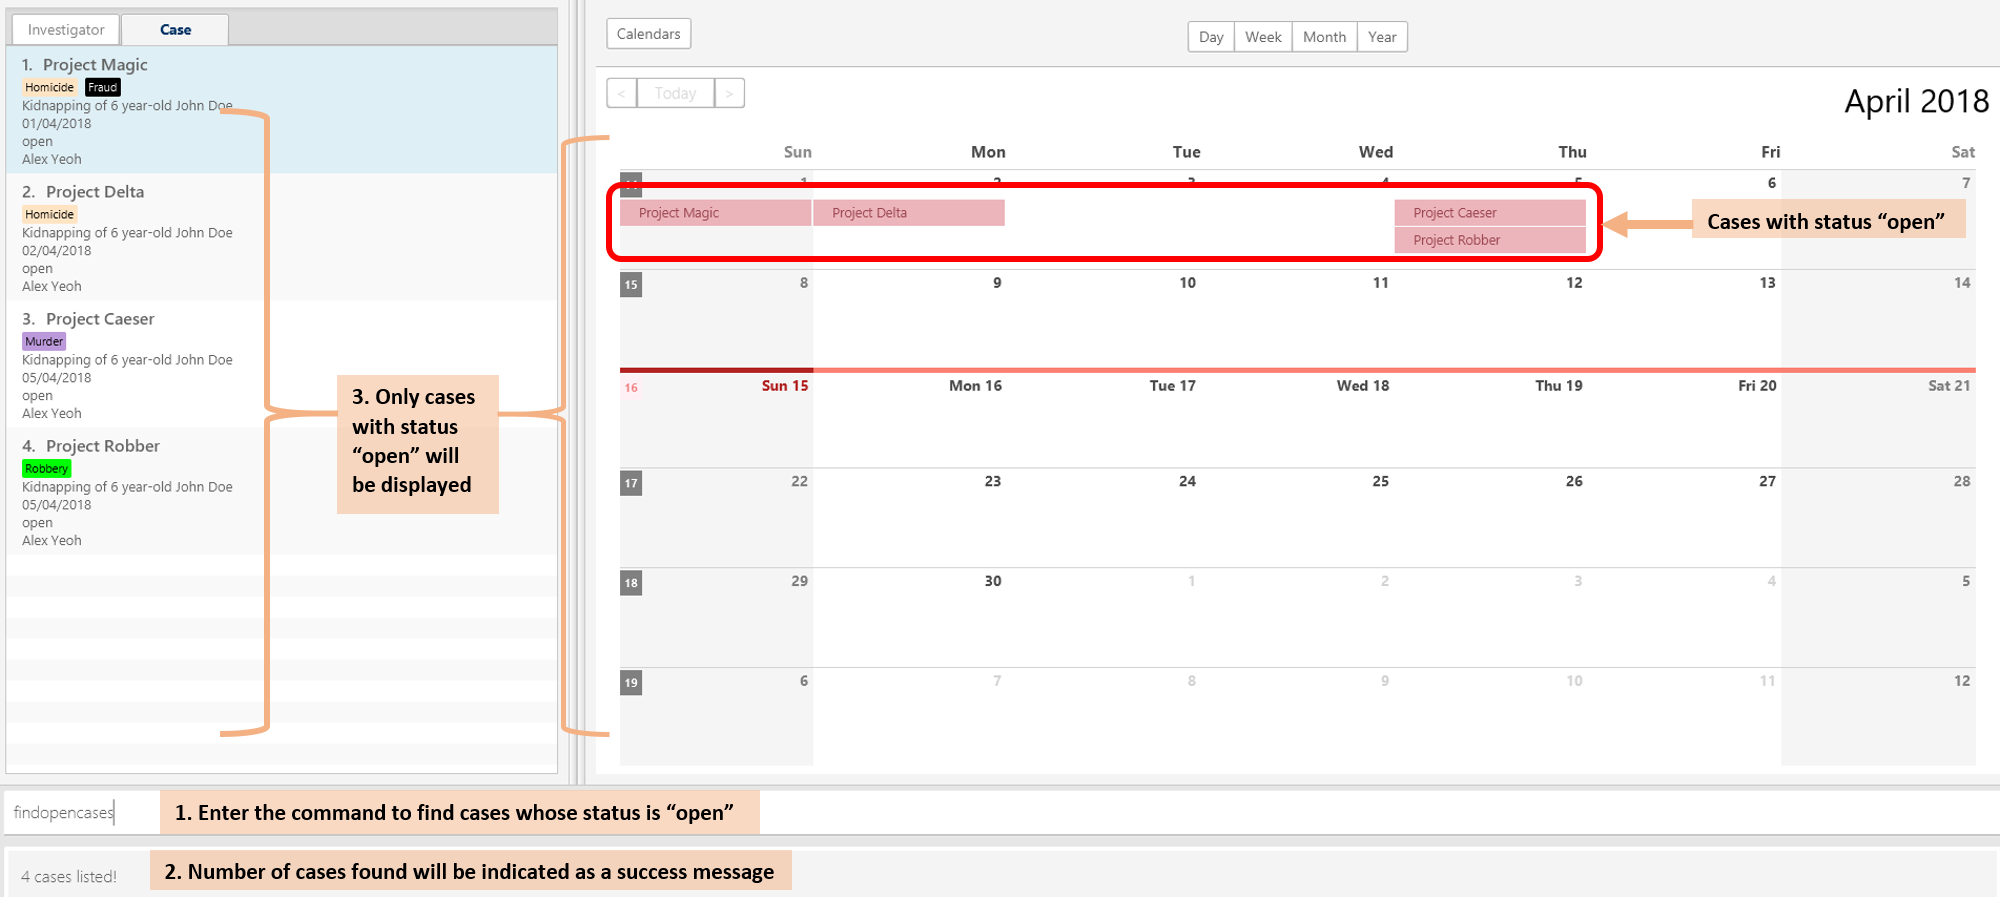 Investigator
Case
1. Project Magic
Homicide Fraud
Kidnapping of 6 year-old John Doe
01/04/2018
open
Alex Yeoh
2. Project Delta
Homicide
Kidnapping of 6 year-old John Doe
02/04/2018
open
Alex Yeoh
3. Project Caeser
Murder
Kidnapping of 6 year-old John Doe
05/04/2018
open
Alex Yeoh
4. Project Robber
Robbery
Kidnapping of 6 year-old John Doe
05/04/2018
open
Alex Yeoh
3. Only cases
with status
“open” will
be displayed
Calendars
Day Week Month Year
< Today >
April 2018
Sun Mon Tue Wed Thu Fri Sat
1 2 3 4 5 6 7
Project Magic Project Delta Project Caeser
Project Robber
Cases with status “open”
15 8 9 10 11 12 13 14
16 Sun 15 Mon 16 Tue 17 Wed 18 Thu 19 Fri 20 Sat 21
17 22 23 24 25 26 27 28
18 29 30 1 2 3 4 5
19 6 7 8 9 10 11 12
findopencases
1. Enter the command to find cases whose status is “open”
4 cases listed!
2. Number of cases found will be indicated as a success message